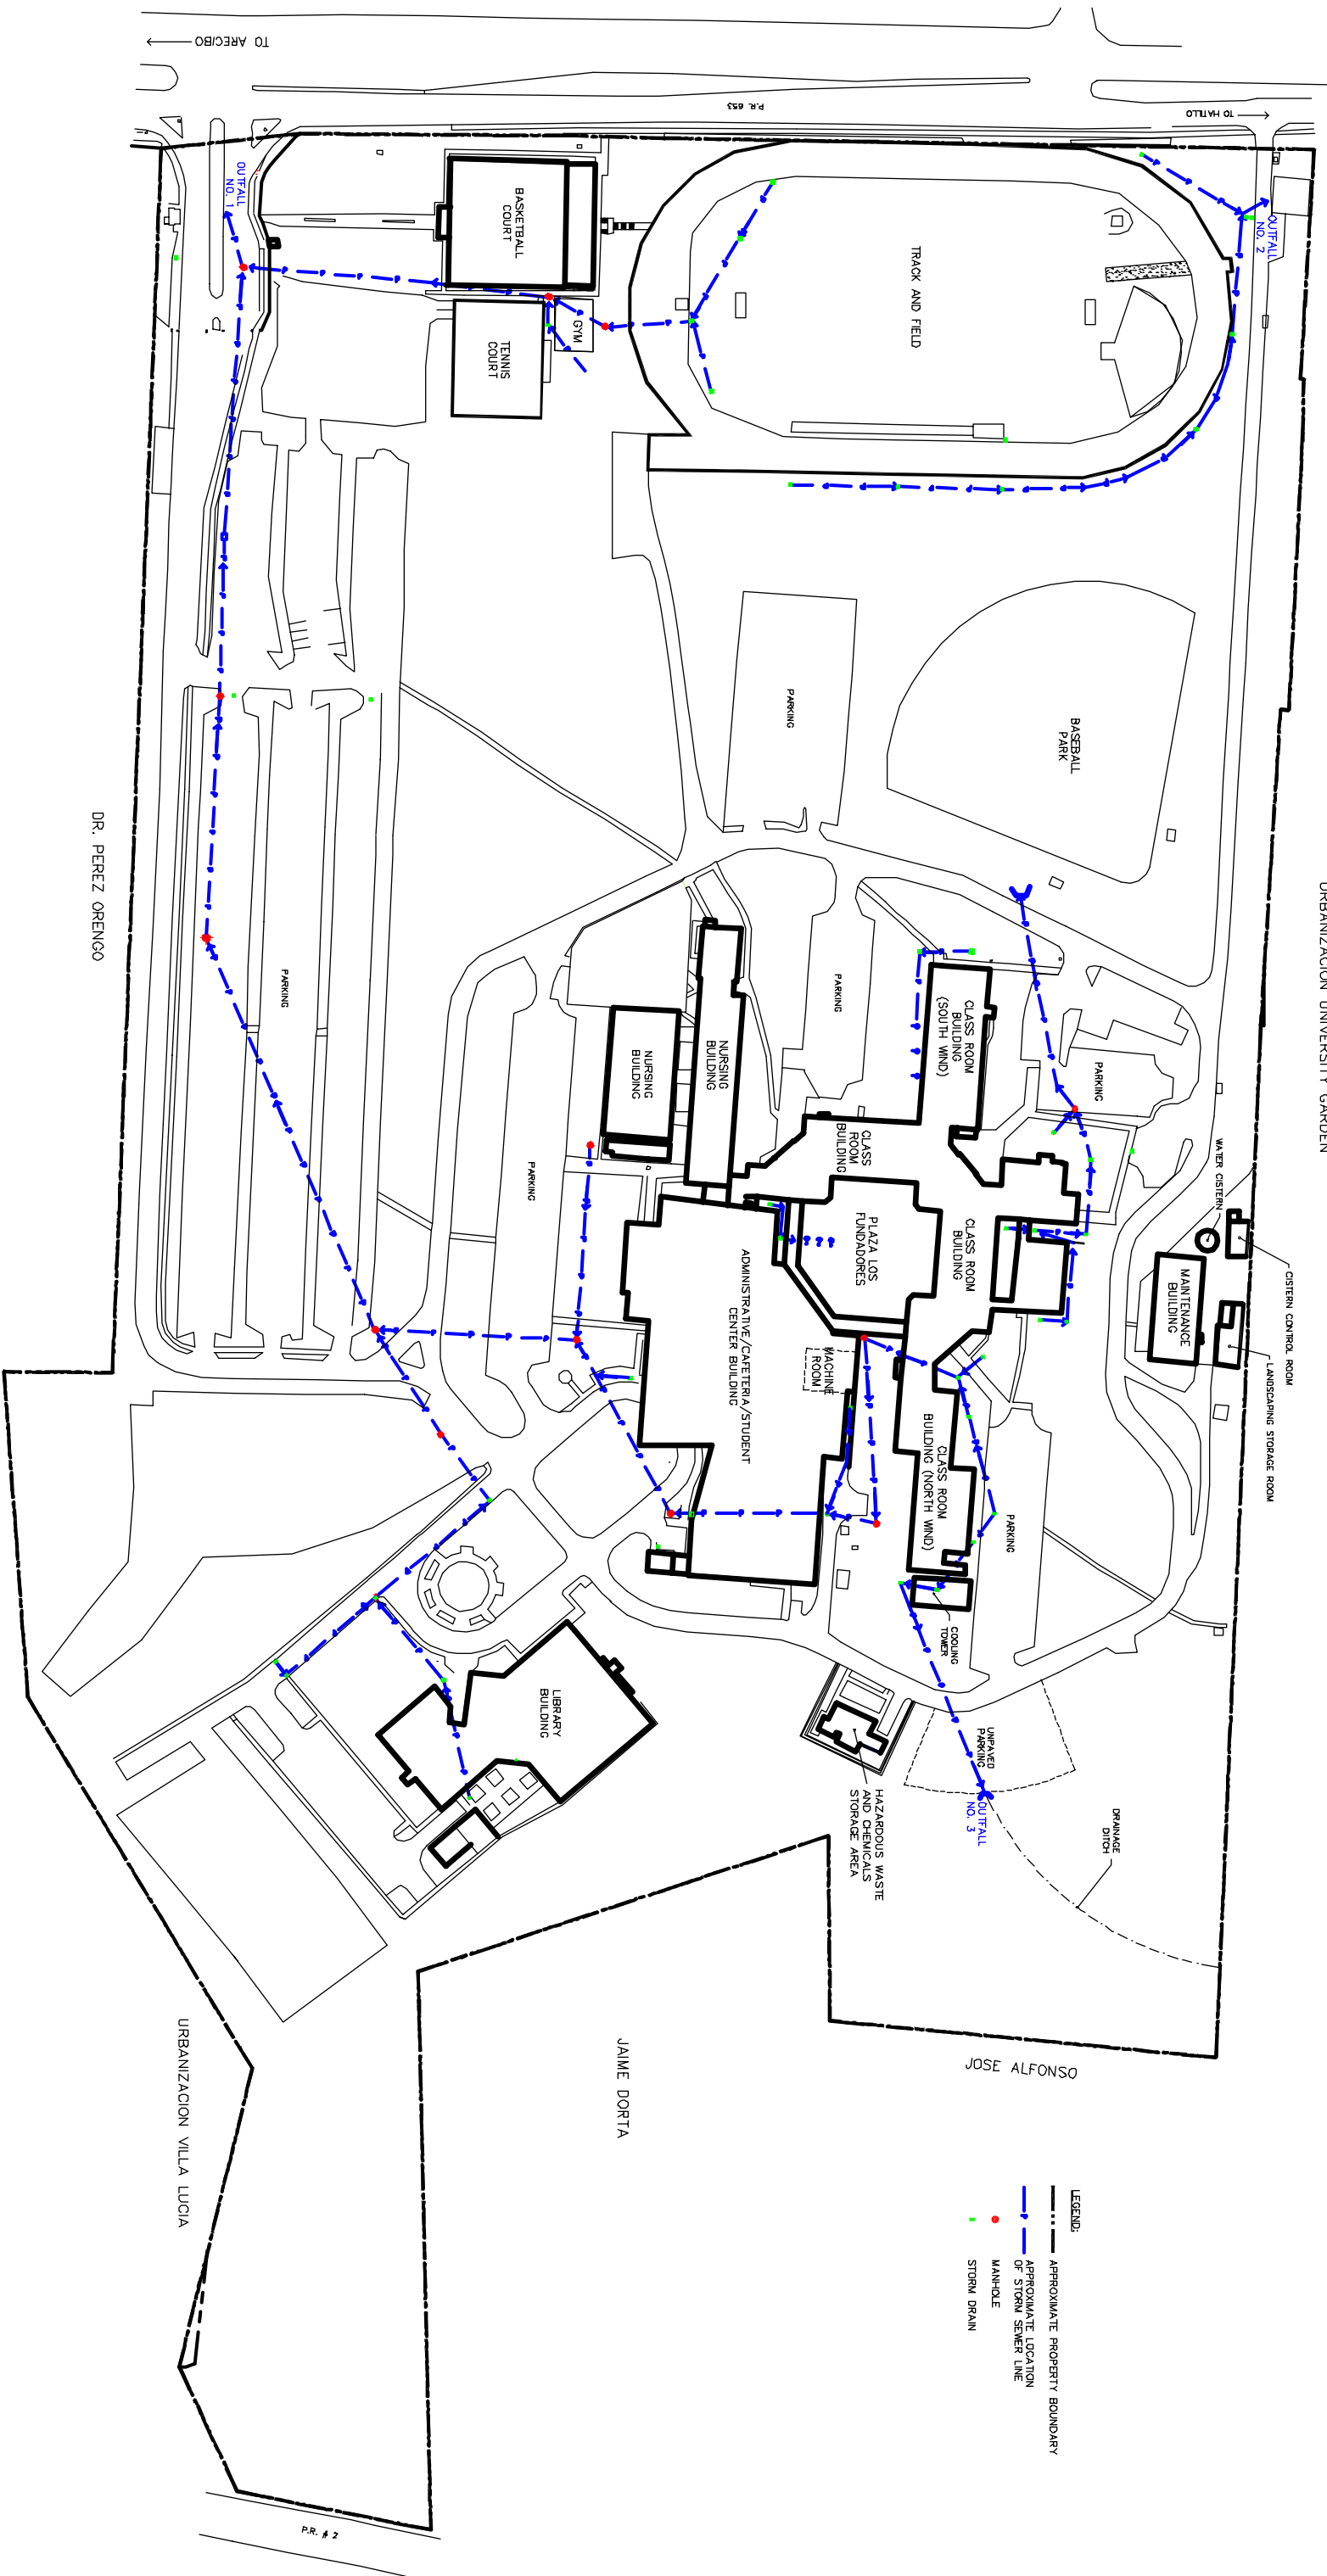 TO ARECIBO
P.R. 653
TO HATILLO
OUTFALL
NO. 1
OUTFALL
NO. 2
BASKETBALL
COURT
GYM
TENNIS
COURT
TRACK AND FIELD
PARKING
BASEBALL
PARK
DR. PEREZ ORENGO
URBANIZACION UNIVERSITY GARDEN
PARKING
PARKING
CLASS ROOM
BUILDING
(SOUTH WIND)
PARKING
NURSING
BUILDING
NURSING
BUILDING
PARKING
CLASS
ROOM
BUILDING
PLAZA LOS
FUNDADORES
CLASS ROOM
BUILDING
WATER CISTERN
MAINTENANCE
BUILDING
CISTERN CONTROL ROOM
LANDSCAPING STORAGE ROOM
ADMINISTRATIVE/CAFETERIA/STUDENT
CENTER BUILDING
MACHINE
ROOM
CLASS ROOM
BUILDING (NORTH WIND)
PARKING
COOLING
TOWER
LIBRARY
BUILDING
UNPAVED
PARKING
OUTFALL
NO. 3
HAZARDOUS WASTE
AND CHEMICALS
STORAGE AREA
DRAINAGE
DITCH
JOSE ALFONSO
JAIME DORTA
URBANIZACION VILLA LUCIA
P.R. # 2
LEGEND:
APPROXIMATE PROPERTY BOUNDARY
APPROXIMATE LOCATION
OF STORM SEWER LINE
MANHOLE
STORM DRAIN